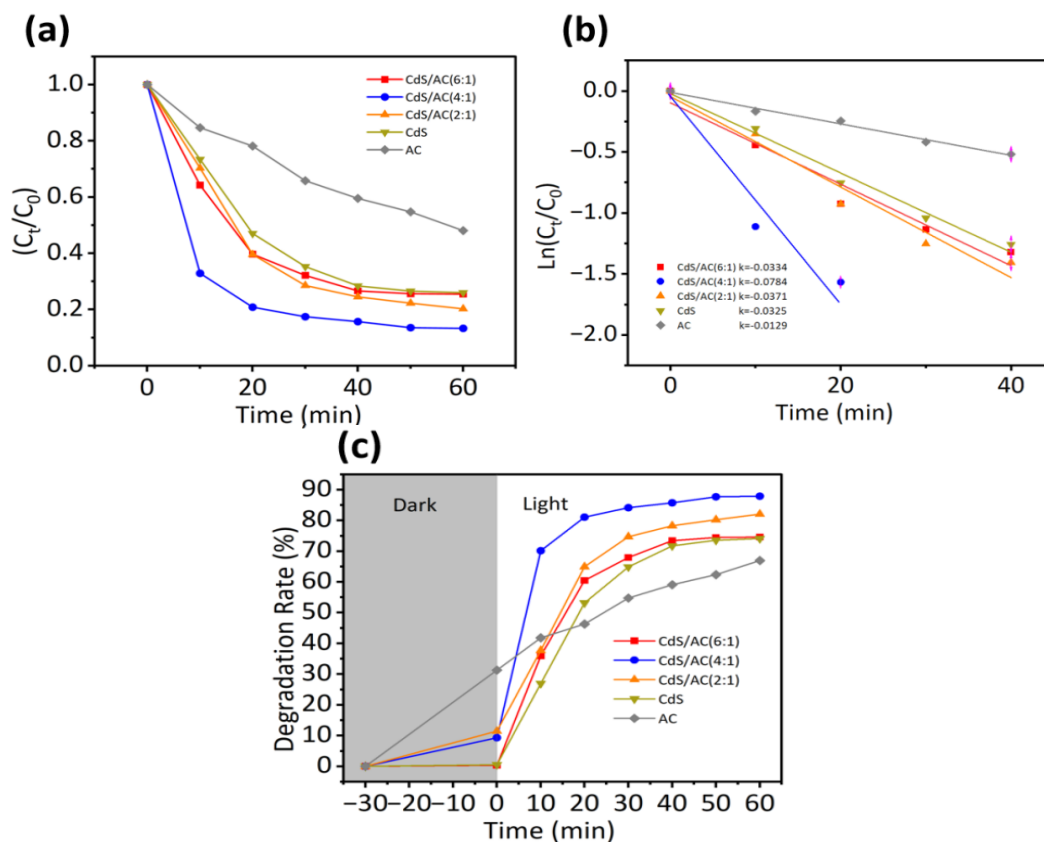 (a)
(Ct/C0)
1.0
0.8
0.6
0.4
0.2
0.0
CdS/AC(6:1)
CdS/AC(4:1)
CdS/AC(2:1)
CdS
AC
0 20 40 60
Time (min)
(b)
Ln(Ct/C0)
0.0
−0.5
−1.0
−1.5
−2.0
CdS/AC(6:1) k=-0.0334
CdS/AC(4:1) k=-0.0784
CdS/AC(2:1) k=-0.0371
CdS k=-0.0325
AC k=-0.0129
0 20 40
Time (min)
(c)
Degradation Rate (%)
90
80
70
60
50
40
30
20
10
0
Dark Light
CdS/AC(6:1)
CdS/AC(4:1)
CdS/AC(2:1)
CdS
AC
−30 −20 −10 0 10 20 30 40 50 60
Time (min)